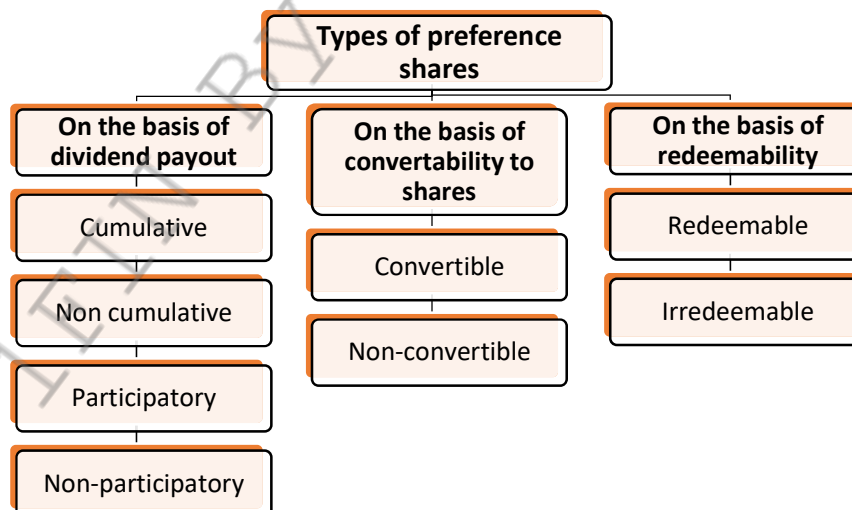 Types of preference
shares
On the basis of
dividend payout
Cumulative
Non cumulative
Participatory
Non-participatory
On the basis of
convertability to
shares
Convertible
Non-convertible
On the basis of
redeemability
Redeemable
Irredeemable
BY